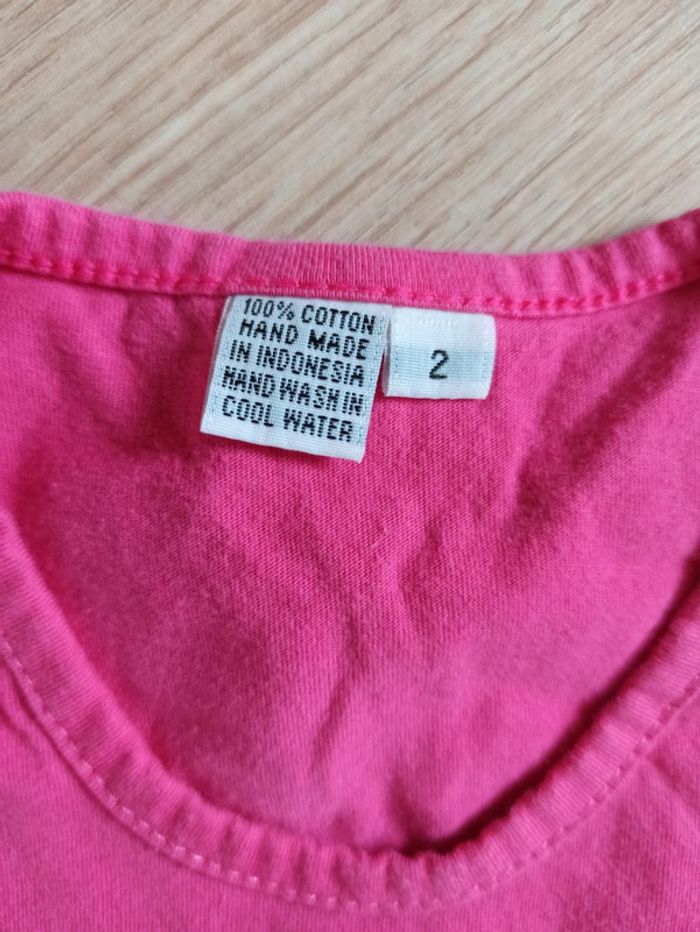 100% COTTON
HAND MADE
IN INDONESIA
HAND WASH IN
COOL WATER
2